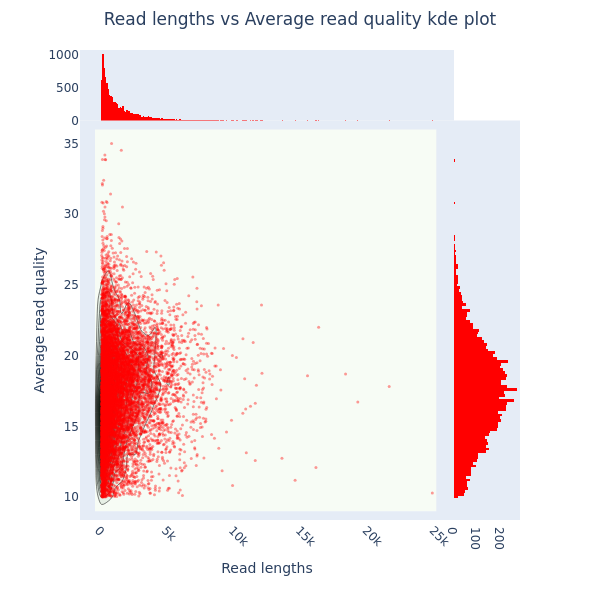 Read lengths vs Average read quality kde plot
1000
500
0
35
30
25
20
15
10
Average read quality
0
5k
10k
15k
20k
25k
0
100
200
Read lengths